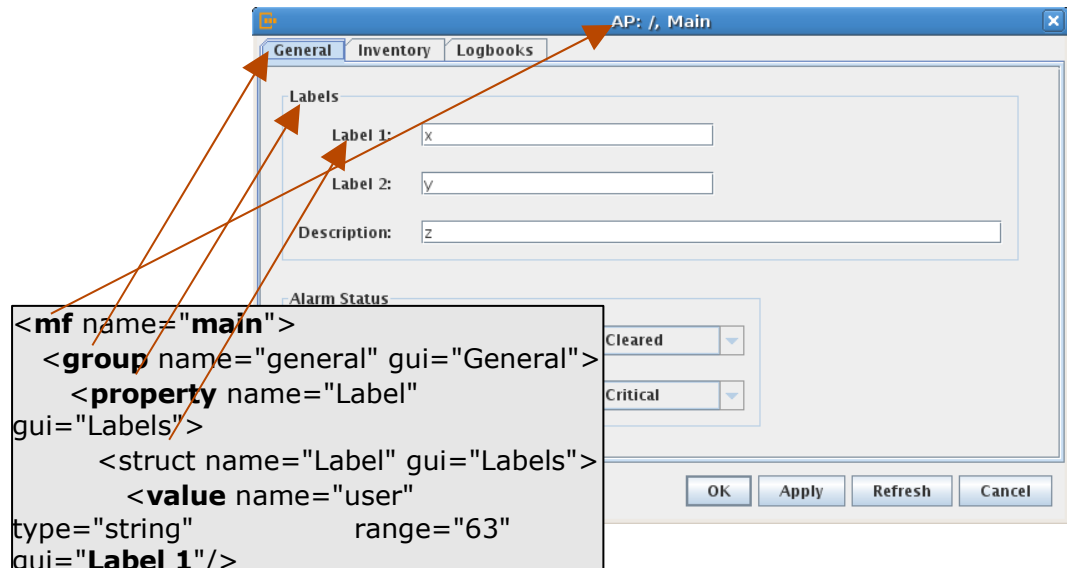 AP: /, Main
General Inventory Logbooks
Labels
Label 1: x
Label 2: y
Description: z
Alarm Status
Cleared
Critical
OK Apply Refresh Cancel
<mf name="main">
<group name="general" gui="General">
<property name="Label"
gui="Labels">
<struct name="Label" gui="Labels">
<value name="user"
type="string" range="63"
gui="Label 1"/>